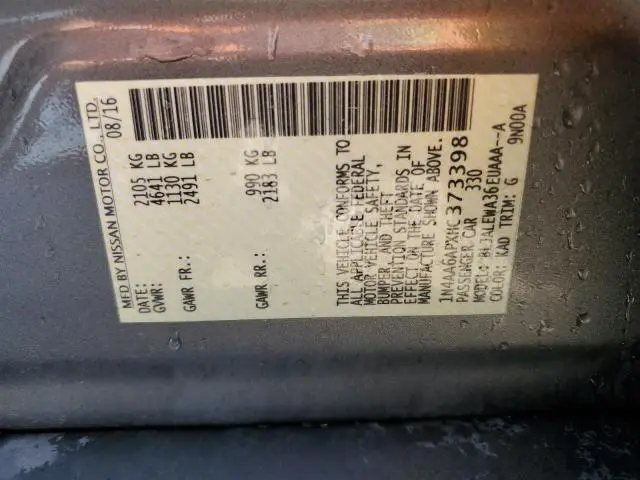 MFD BY NISSAN MOTOR CO., LTD.
DATE: 08/16
GVWR: 2105 KG
4641 LB
GAWR FR.: 1130 KG
2491 LB
GAWR RR.: 990 KG
2183 LB
THIS VEHICLE CONFORMS TO
ALL APPLICABLE FEDERAL
MOTOR VEHICLE SAFETY,
BUMPER, AND THEFT
PREVENTION STANDARDS IN
EFFECT ON THE DATE OF
MANUFACTURE SHOWN ABOVE.
1N4AA6APXHC373398
PASSENGER CAR 330
MODEL: BLJALEWA36EUAAA--A
COLOR: KAD TRIM: G 9N00A